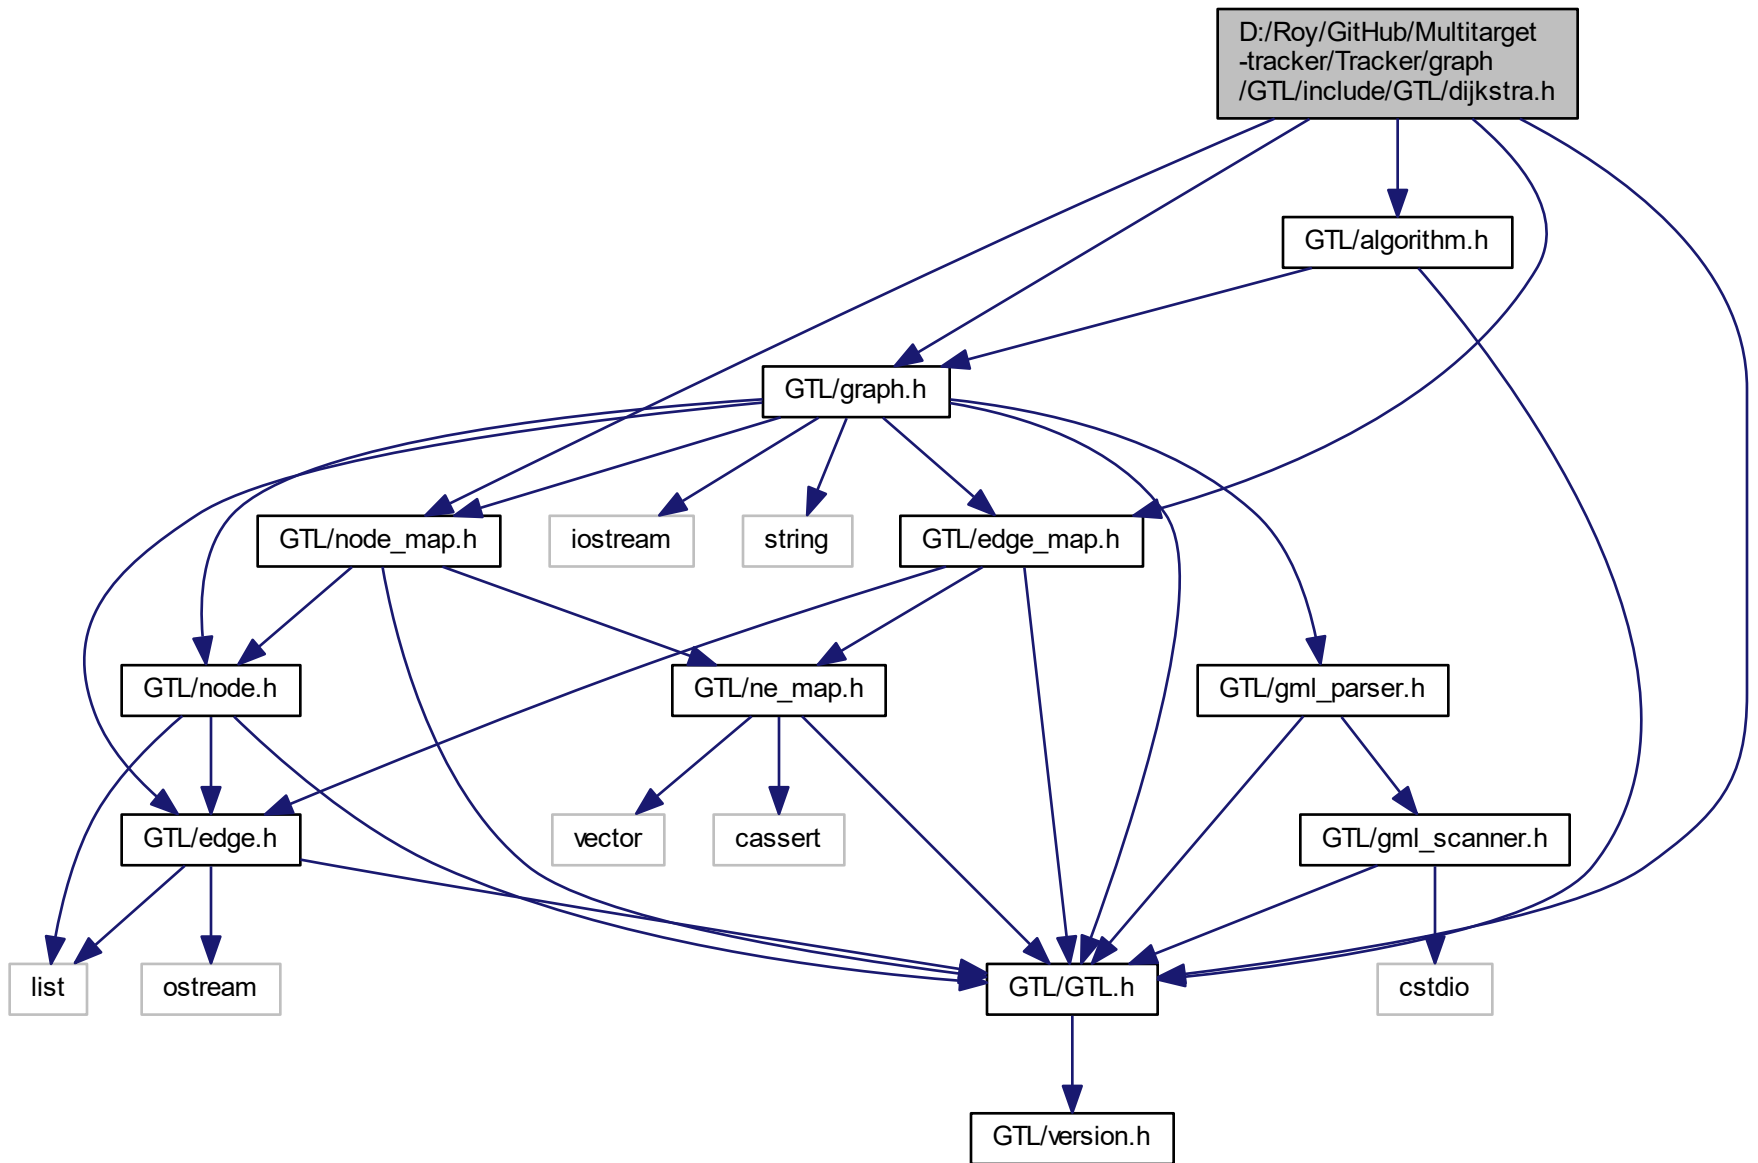 D:/Roy/GitHub/Multitarget
-tracker/Tracker/graph
/GTL/include/GTL/dijkstra.h
GTL/algorithm.h
GTL/graph.h
GTL/node_map.h
iostream
string
GTL/edge_map.h
GTL/node.h
GTL/ne_map.h
GTL/gml_parser.h
GTL/edge.h
vector
cassert
GTL/gml_scanner.h
list
ostream
GTL/GTL.h
cstdio
GTL/version.h